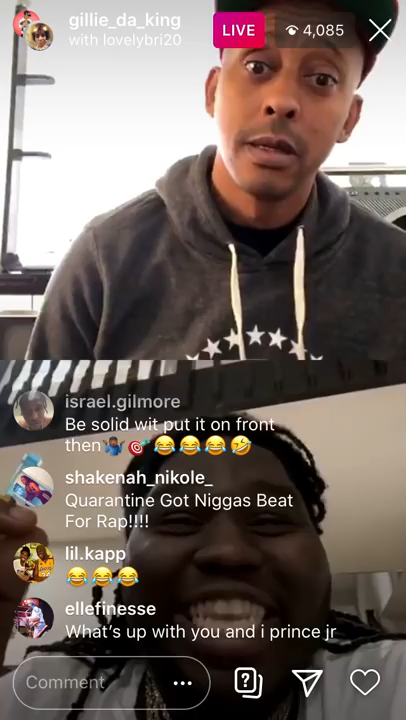 gillie_da_king
with lovelybri20
LIVE
4,085
israel.gilmore
Be solid wit put it on front
then🤷🏾‍♂️🎯😂😂😂🤣
shakenah_nikole_
Quarantine Got Niggas Beat
For Rap!!!!
lil.kapp
😂😂😂
ellefinesse
What's up with you and i prince jr
Comment